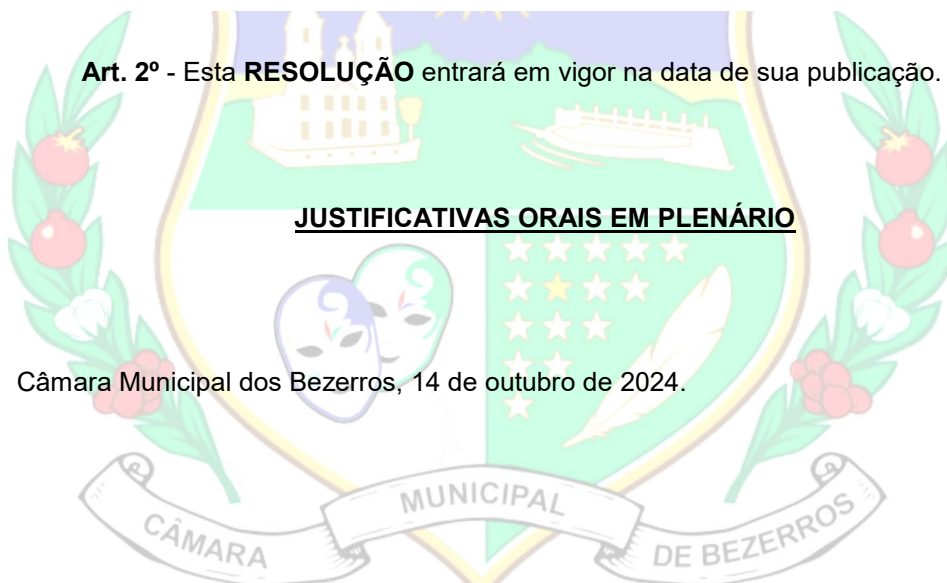 Art. 2º - Esta RESOLUÇÃO entrará em vigor na data de sua publicação.
JUSTIFICATIVAS ORAIS EM PLENÁRIO
Câmara Municipal dos Bezerros, 14 de outubro de 2024.
CÂMARA MUNICIPAL DE BEZERROS